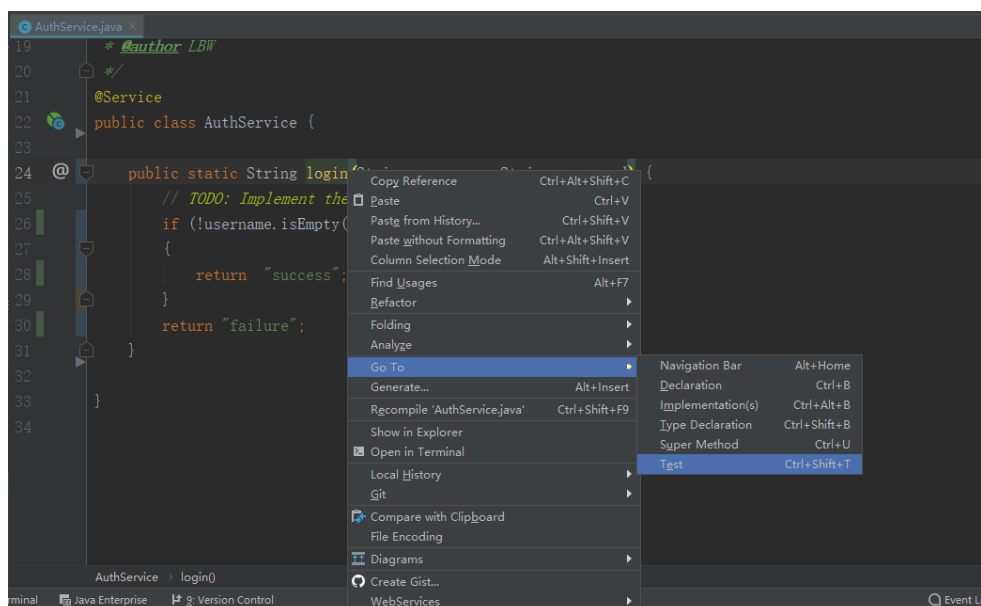 AuthService.java ×
19 * @author LBW
20 */
21 @Service
22 public class AuthService {
23
24 @ public static String login( {
25 // TODO: Implement the
26 if (!username.isEmpty(
27 {
28 return "success";
29 }
30 return "failure";
31 }
32
33 }
34
Copy Reference Ctrl+Alt+Shift+C
Paste Ctrl+V
Paste from History... Ctrl+Shift+V
Paste without Formatting Ctrl+Alt+Shift+V
Column Selection Mode Alt+Shift+Insert
Find Usages Alt+F7
Refactor
Folding
Analyze
Go To
Generate... Alt+Insert
Recompile 'AuthService.java' Ctrl+Shift+F9
Show in Explorer
Open in Terminal
Local History
Git
Compare with Clipboard
File Encoding
Diagrams
Create Gist...
WebServices
Navigation Bar Alt+Home
Declaration Ctrl+B
Implementation(s) Ctrl+Alt+B
Type Declaration Ctrl+Shift+B
Super Method Ctrl+U
Test Ctrl+Shift+T
AuthService › login()
rminal Java Enterprise 9: Version Control Event L